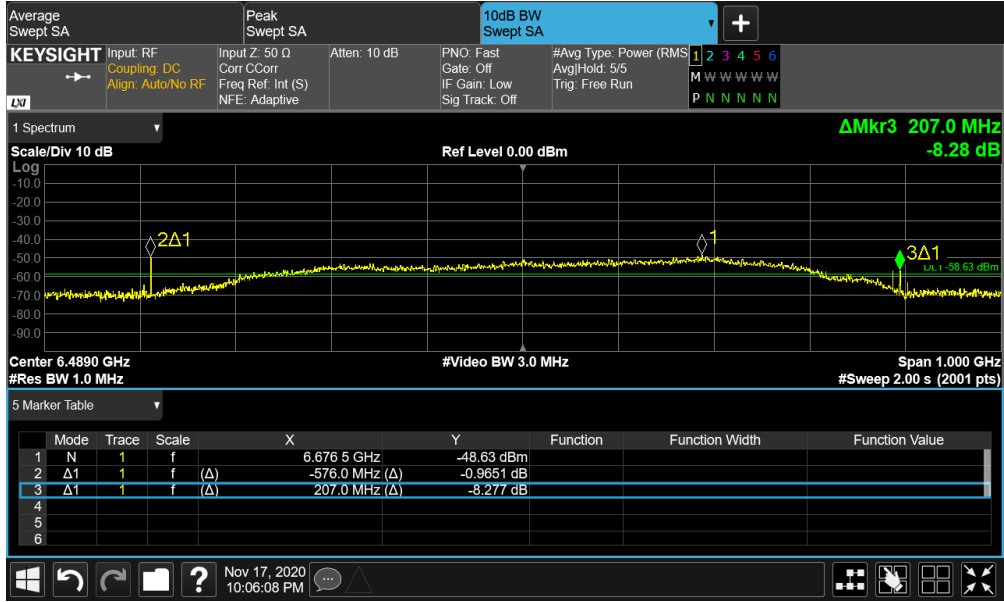 Average
Swept SA
Peak
Swept SA
10dB BW
Swept SA
KEYSIGHT
LXI
Input: RF
Coupling: DC
Align: Auto/No RF
Input Z: 50 Ω
Corr CCorr
Freq Ref: Int (S)
NFE: Adaptive
Atten: 10 dB
PNO: Fast
Gate: Off
IF Gain: Low
Sig Track: Off
#Avg Type: Power (RMS
Avg|Hold: 5/5
Trig: Free Run
1 2 3 4 5 6
M W W W W W
P N N N N N
1 Spectrum
ΔMkr3 207.0 MHz
-8.28 dB
Scale/Div 10 dB
Ref Level 0.00 dBm
Log
-10.0
-20.0
-30.0
-40.0
-50.0
-60.0
-70.0
-80.0
-90.0
2Δ1
1
3Δ1
DL1 -58.63 dBm
Center 6.4890 GHz
#Video BW 3.0 MHz
Span 1.000 GHz
#Res BW 1.0 MHz
#Sweep 2.00 s (2001 pts)
5 Marker Table
Mode Trace Scale X Y Function Function Width Function Value
1 N 1 f 6.676 5 GHz -48.63 dBm
2 Δ1 1 f (Δ) -576.0 MHz (Δ) -0.9651 dB
3 Δ1 1 f (Δ) 207.0 MHz (Δ) -8.277 dB
4
5
6
?
Nov 17, 2020
10:06:08 PM